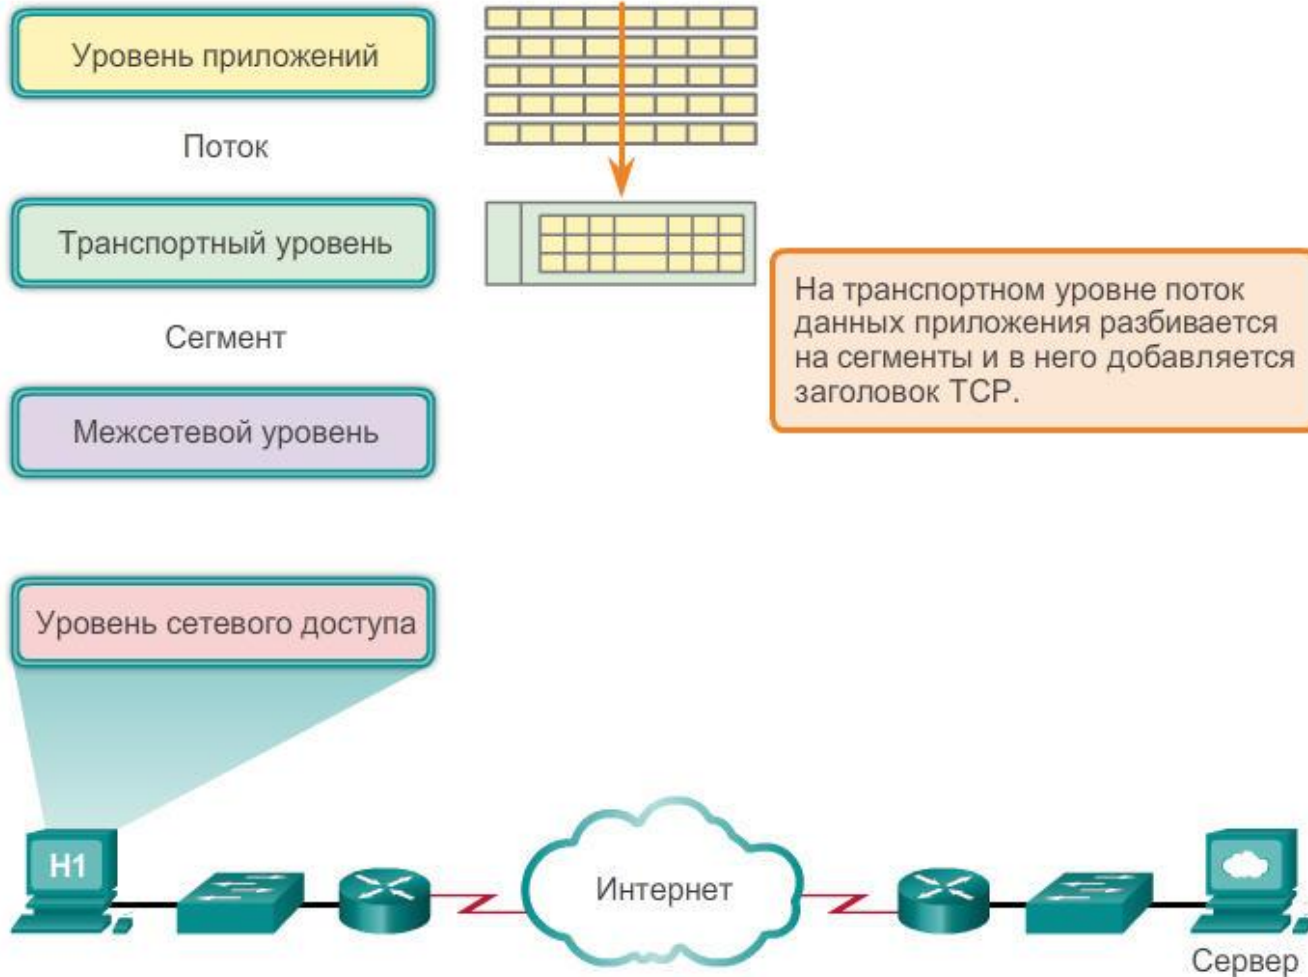 Уровень приложений
Поток
Транспортный уровень
На транспортном уровне поток
данных приложения разбивается
на сегменты и в него добавляется
заголовок TCP.
Сегмент
Межсетевой уровень
Уровень сетевого доступа
H1
Интернет
Сервер